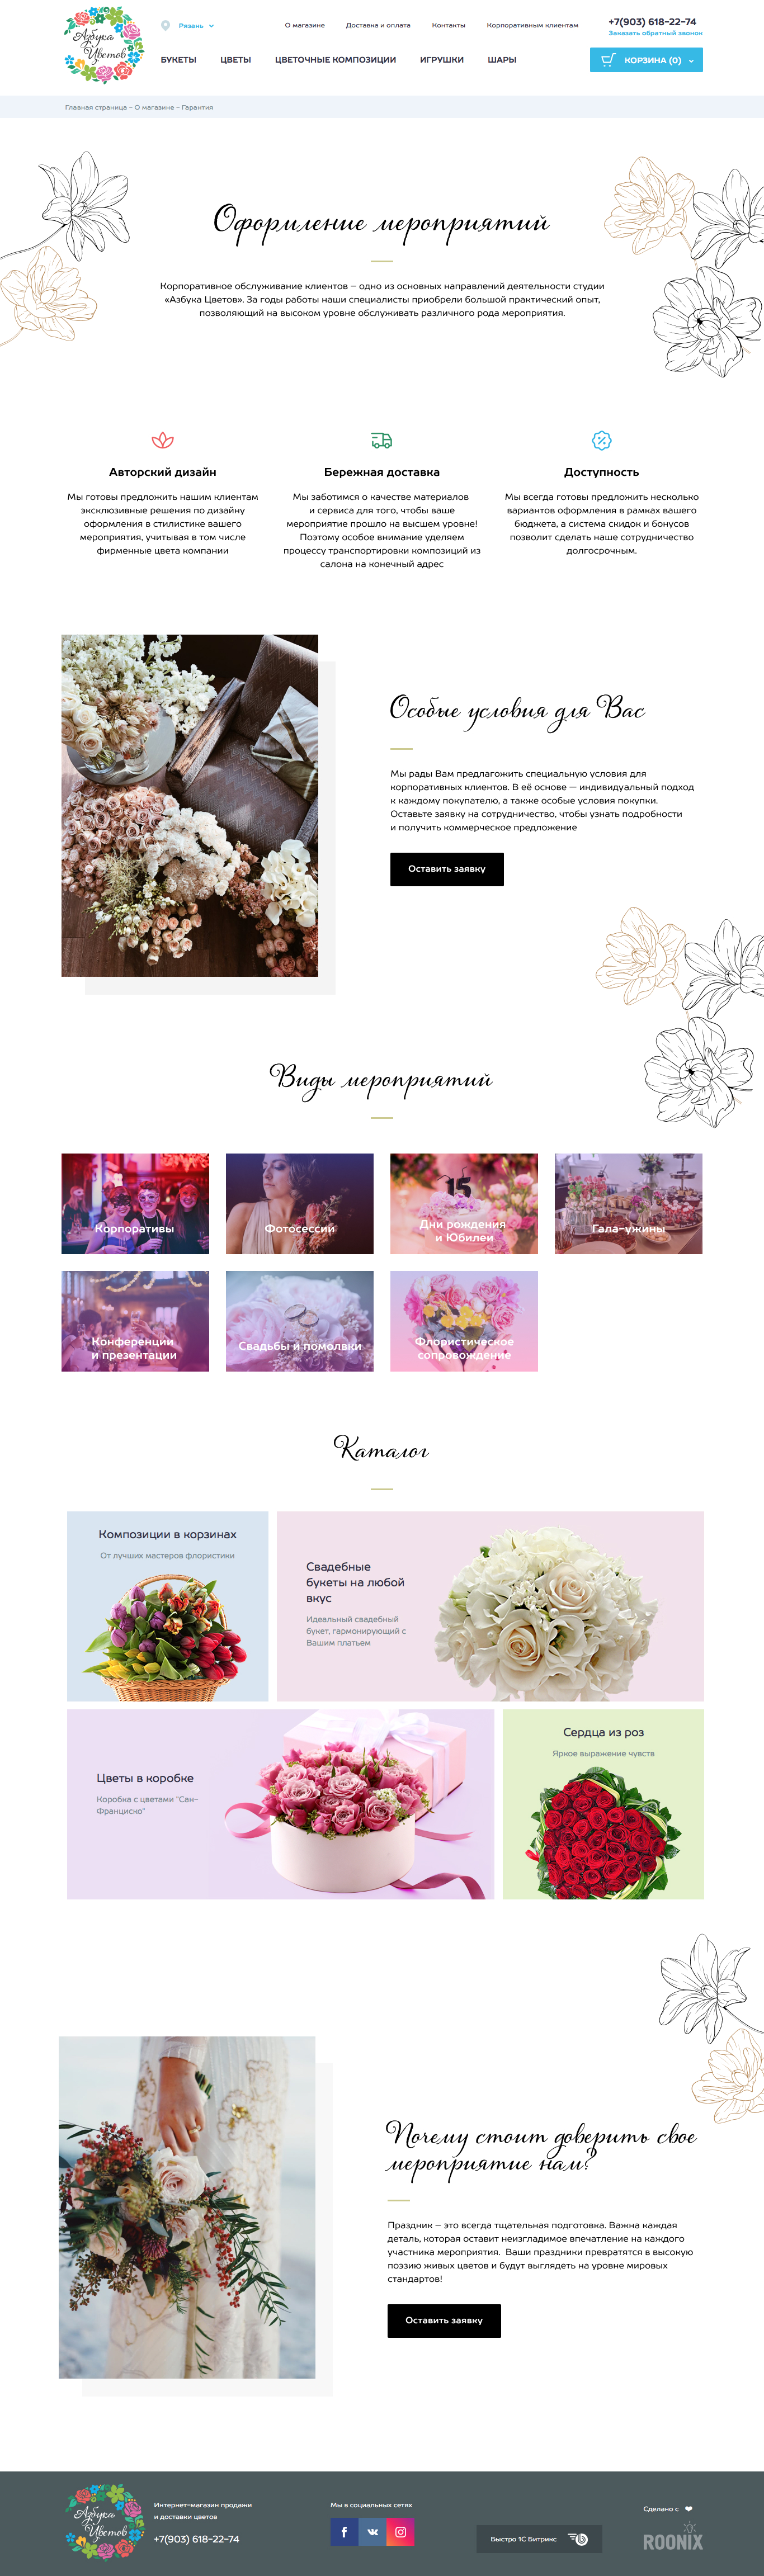 Азбука
Цветов
Рязань
О магазине
Доставка и оплата
Контакты
Корпоративным клиентам
+7(903) 618-22-74
Заказать обратный звонок
БУКЕТЫ
ЦВЕТЫ
ЦВЕТОЧНЫЕ КОМПОЗИЦИИ
ИГРУШКИ
ШАРЫ
КОРЗИНА (0)
Главная страница - О магазине - Гарантия
Оформление мероприятий
Корпоративное обслуживание клиентов – одно из основных направлений деятельности студии
«Азбука Цветов». За годы работы наши специалисты приобрели большой практический опыт,
позволяющий на высоком уровне обслуживать различного рода мероприятия.
Авторский дизайн
Мы готовы предложить нашим клиентам
эксклюзивные решения по дизайну
оформления в стилистике вашего
мероприятия, учитывая в том числе
фирменные цвета компании
Бережная доставка
Мы заботимся о качестве материалов
и сервиса для того, чтобы ваше
мероприятие прошло на высшем уровне!
Поэтому особое внимание уделяем
процессу транспортировки композиций из
салона на конечный адрес
Доступность
Мы всегда готовы предложить несколько
вариантов оформления в рамках вашего
бюджета, а система скидок и бонусов
позволит сделать наше сотрудничество
долгосрочным.
Особые условия для Вас
Мы рады Вам предлагожить специальную условия для
корпоративных клиентов. В её основе — индивидуальный подход
к каждому покупателю, а также особые условия покупки.
Оставьте заявку на сотрудничество, чтобы узнать подробности
и получить коммерческое предложение
Оставить заявку
Виды мероприятий
Корпоративы
Фотосессии
15
Дни рождения
и Юбилеи
Гала-ужины
Конференции
и презентации
Свадьбы и помолвки
Флористическое
сопровождение
Каталог
Композиции в корзинах
От лучших мастеров флористики
Свадебные
букеты на любой
вкус
Идеальный свадебный
букет, гармонирующий с
Вашим платьем
Цветы в коробке
Коробка с цветами "Сан-
Франциско"
Сердца из роз
Яркое выражение чувств
Почему стоит доверить свое
мероприятие нам?
Праздник – это всегда тщательная подготовка. Важна каждая
деталь, которая оставит неизгладимое впечатление на каждого
участника мероприятия. Ваши праздники превратятся в высокую
поэзию живых цветов и будут выглядеть на уровне мировых
стандартов!
Оставить заявку
Азбука
Цветов
Интернет-магазин продажи
и доставки цветов
+7(903) 618-22-74
Мы в социальных сетях
Быстро 1С Битрикс
Сделано с
ROONIX